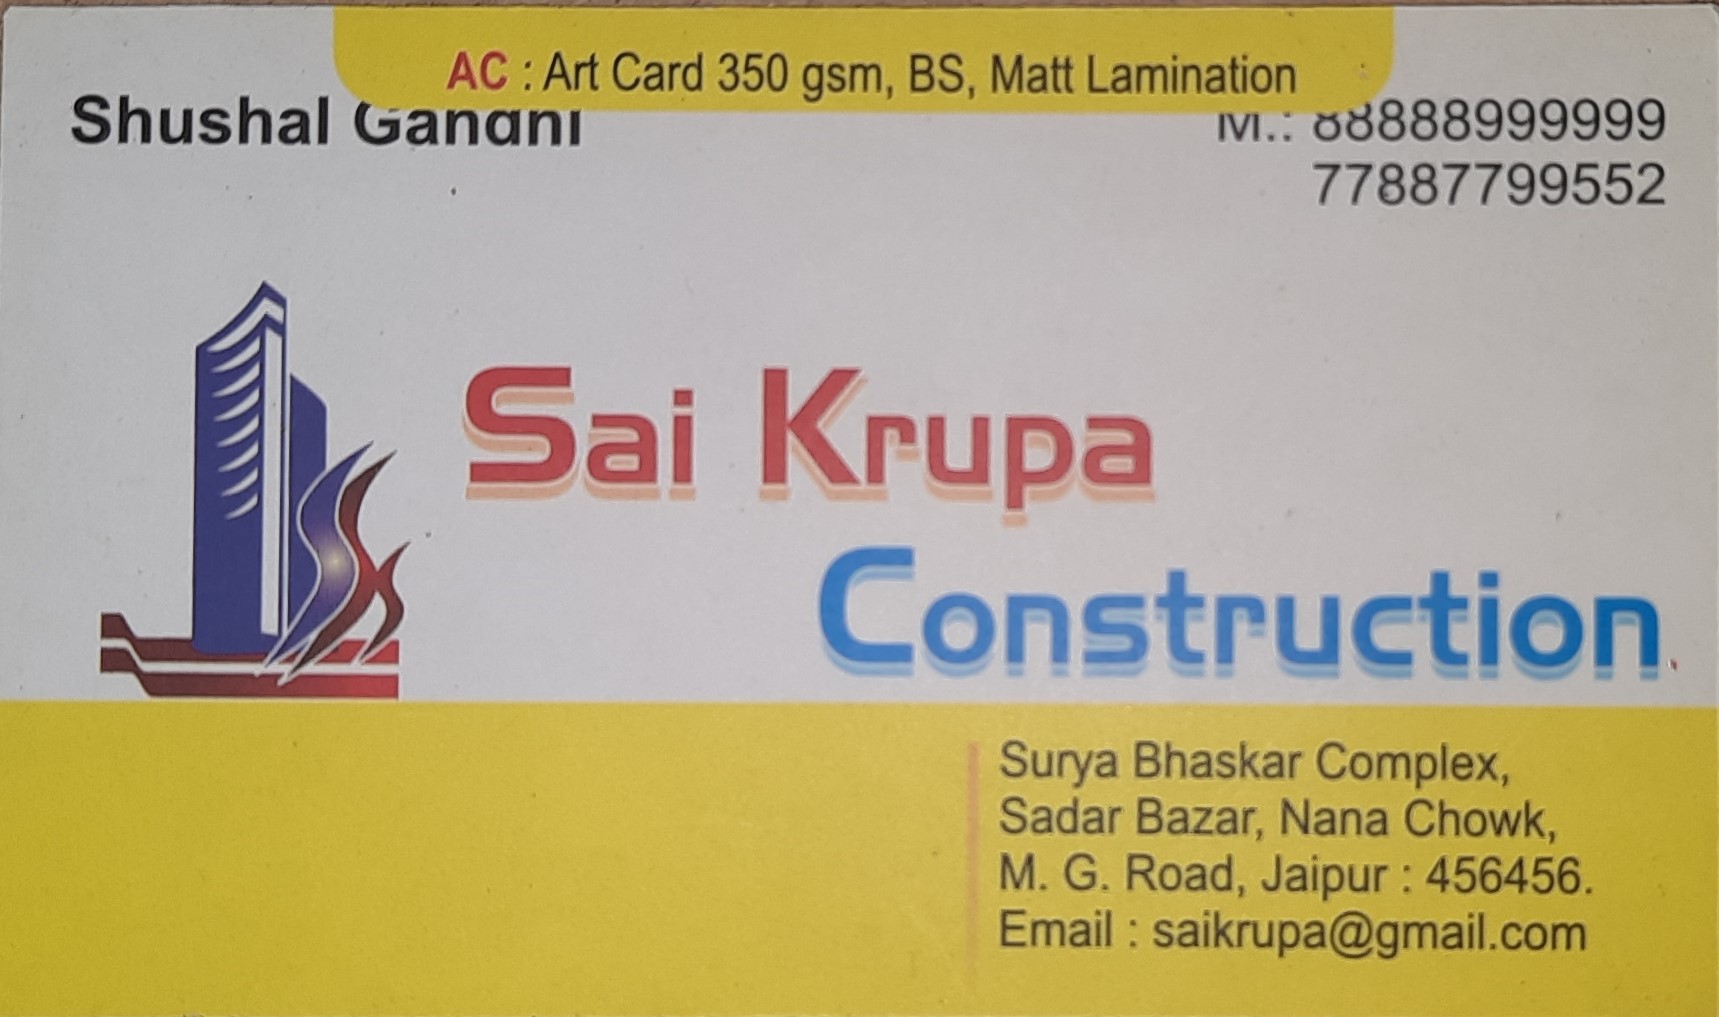 AC : Art Card 350 gsm, BS, Matt Lamination
Shushal Gandhi
M.: 88888999999
77887799552
Sai Krupa
Construction
Surya Bhaskar Complex,
Sadar Bazar, Nana Chowk,
M. G. Road, Jaipur : 456456.
Email : saikrupa@gmail.com